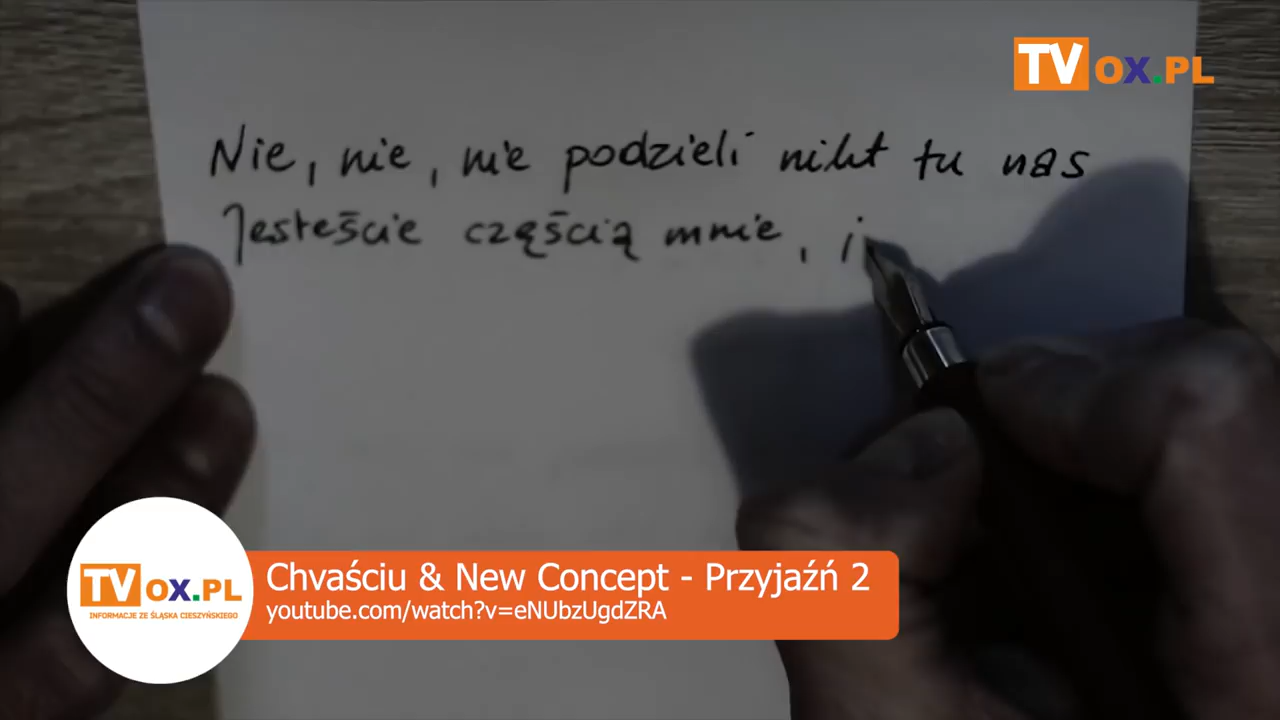 TVOX.PL
Nie, nie, nie podzieli nikt tu nas
Jesteście częścią mnie, i
TVOX.PL
INFORMACJE ZE ŚLĄSKA CIESZYŃSKIEGO
Chvaściu & New Concept - Przyjaźń 2
youtube.com/watch?v=eNUbzUgdZRA